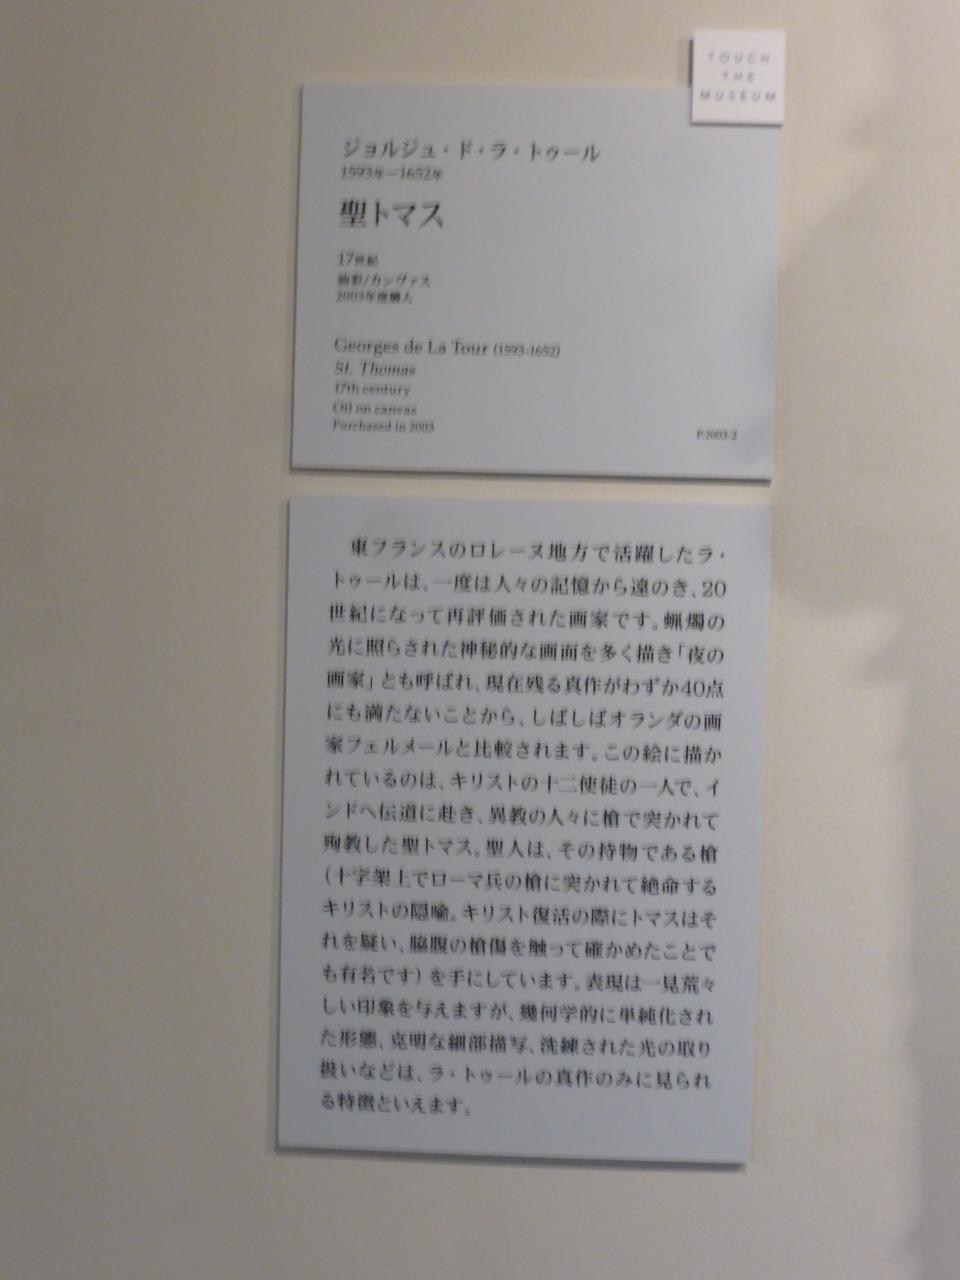 TOUCH
THE
MUSEUM
ジョルジュ・ド・ラ・トゥール
1593年－1652年
聖トマス
17世紀
油彩/カンヴァス
2003年度購入
Georges de La Tour (1593-1652)
St. Thomas
17th century
Oil on canvas
Purchased in 2003
P.2003-2
東フランスのロレーヌ地方で活躍したラ・
トゥールは、一度は人々の記憶から遠のき、20
世紀になって再評価された画家です。蝋燭の
光に照らされた神秘的な画面を多く描き「夜の
画家」とも呼ばれ、現在残る真作がわずか40点
にも満たないことから、しばしばオランダの画
家フェルメールと比較されます。この絵に描か
れているのは、キリストの十二使徒の一人で、イ
ンドへ伝道に赴き、異教の人々に槍で突かれて
殉教した聖トマス。聖人は、その持物である槍
（十字架上でローマ兵の槍に突かれて絶命する
キリストの隠喩。キリスト復活の際にトマスはそ
れを疑い、脇腹の槍傷を触って確かめたことで
も有名です）を手にしています。表現は一見荒々
しい印象を与えますが、幾何学的に単純化され
た形態、克明な細部描写、洗練された光の取り
扱いなどは、ラ・トゥールの真作のみに見られ
る特徴といえます。